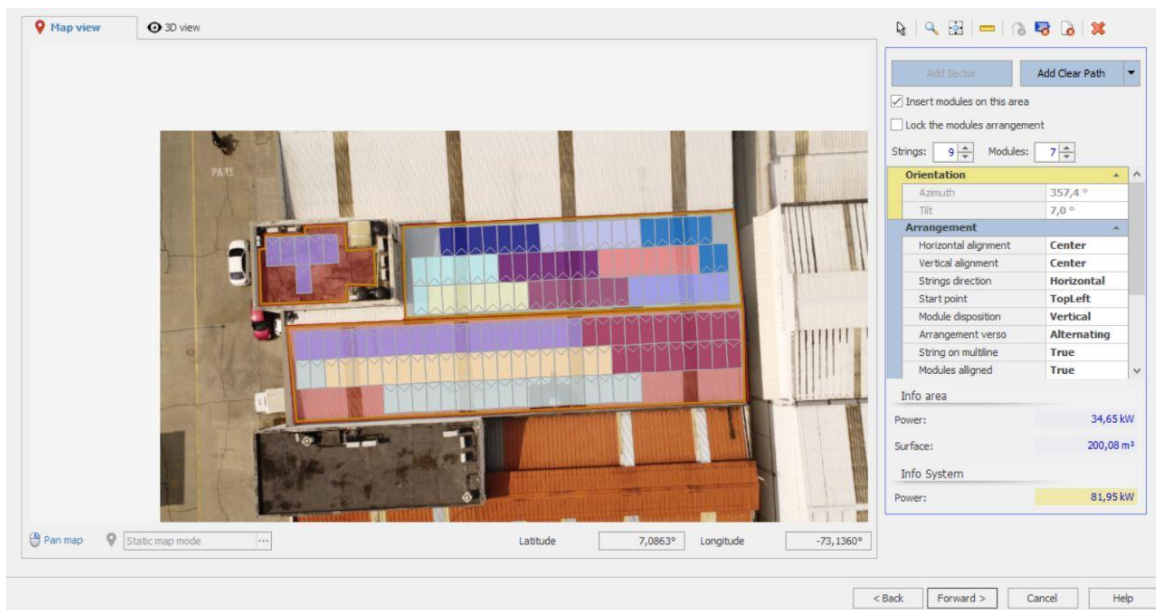 Map view
3D view
PARE
Add Sector
Add Clear Path
Insert modules on this area
Lock the modules arrangement
Strings: 9 Modules: 7
Orientation
Azimuth 357,4 °
Tilt 7,0 °
Arrangement
Horizontal alignment Center
Vertical alignment Center
Strings direction Horizontal
Start point TopLeft
Module disposition Vertical
Arrangement verso Alternating
String on multiline True
Modules alligned True
Info area
Power: 34,65 kW
Surface: 200,08 m²
Info System
Power: 81,95 kW
Pan map
Static map mode ...
Latitude 7,0863°
Longitude -73,1360°
< Back
Forward >
Cancel
Help